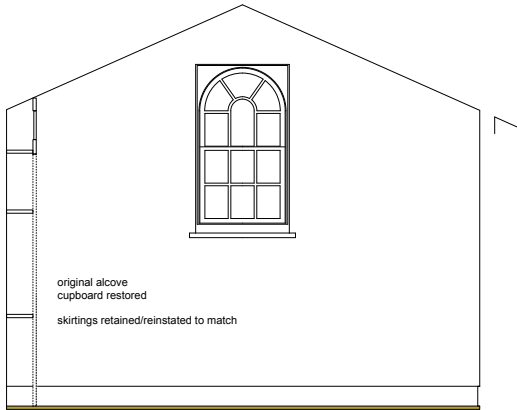 original alcove
cupboard restored
skirtings retained/reinstated to match